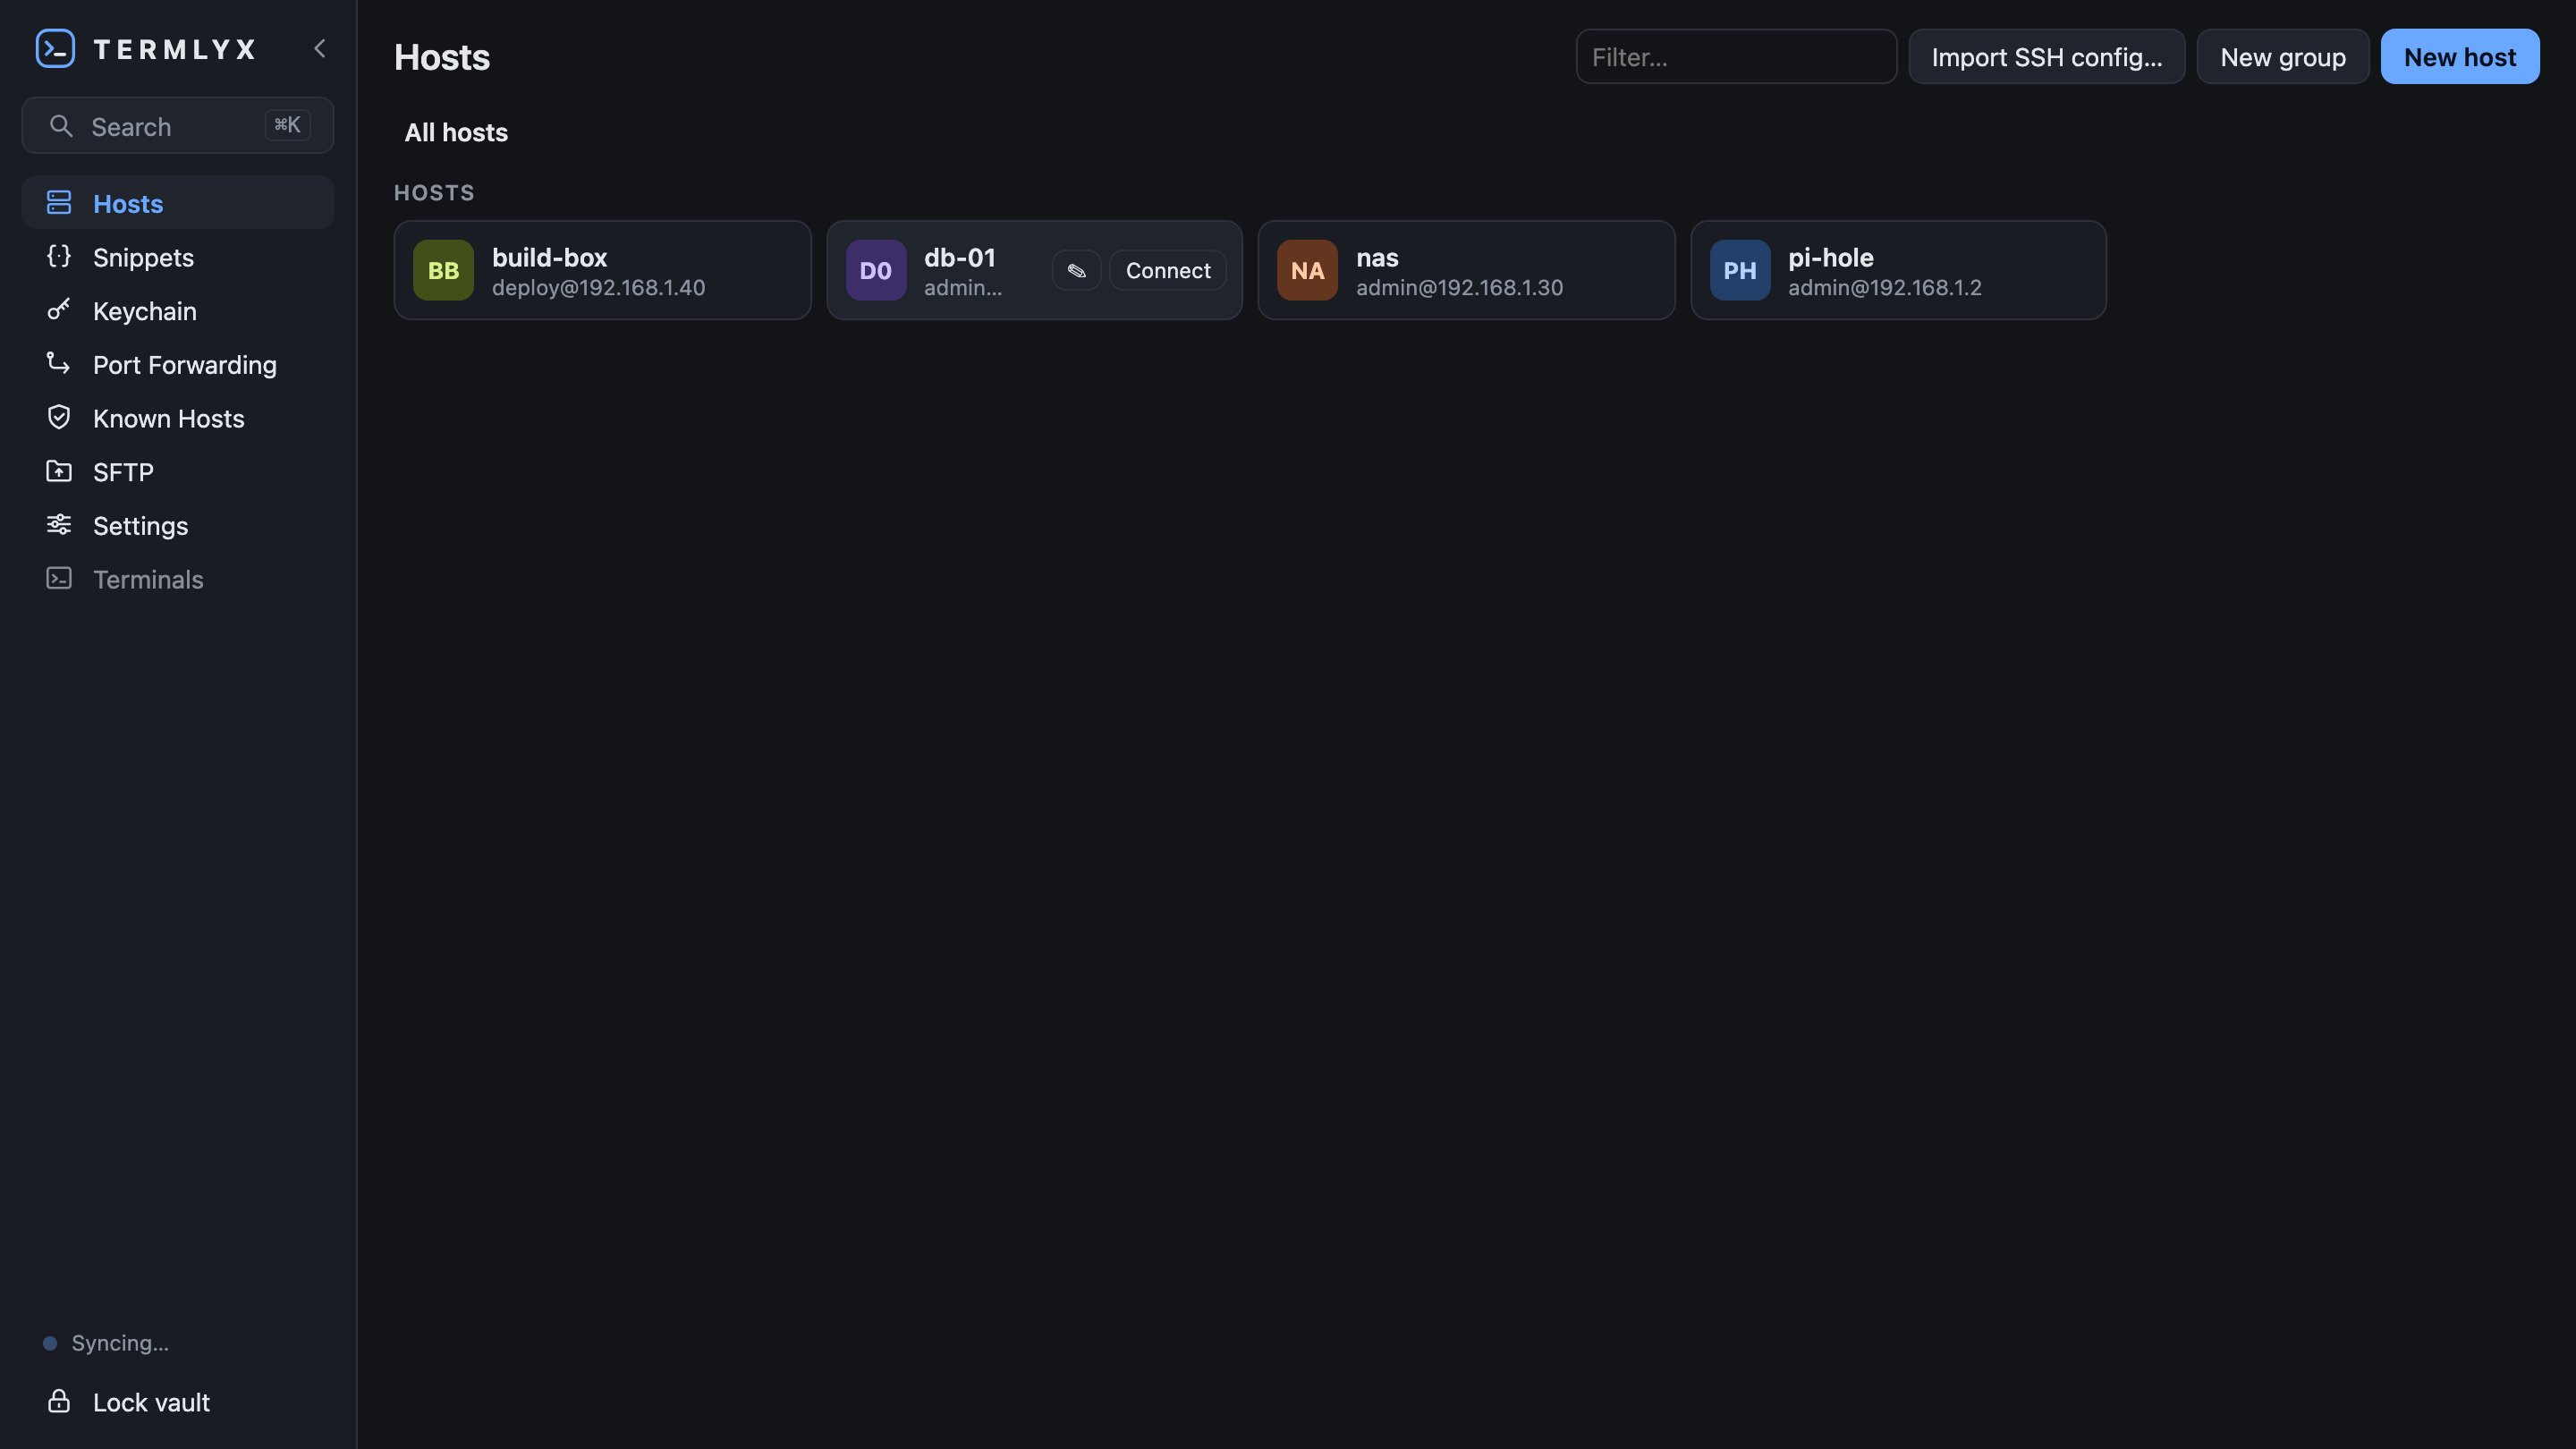 TERMLYX
Search ⌘K
Hosts
Snippets
Keychain
Port Forwarding
Known Hosts
SFTP
Settings
Terminals
Syncing...
Lock vault
Hosts
Filter...
Import SSH config...
New group
New host
All hosts
HOSTS
BB
build-box
deploy@192.168.1.40
D0
db-01
admin...
Connect
NA
nas
admin@192.168.1.30
PH
pi-hole
admin@192.168.1.2